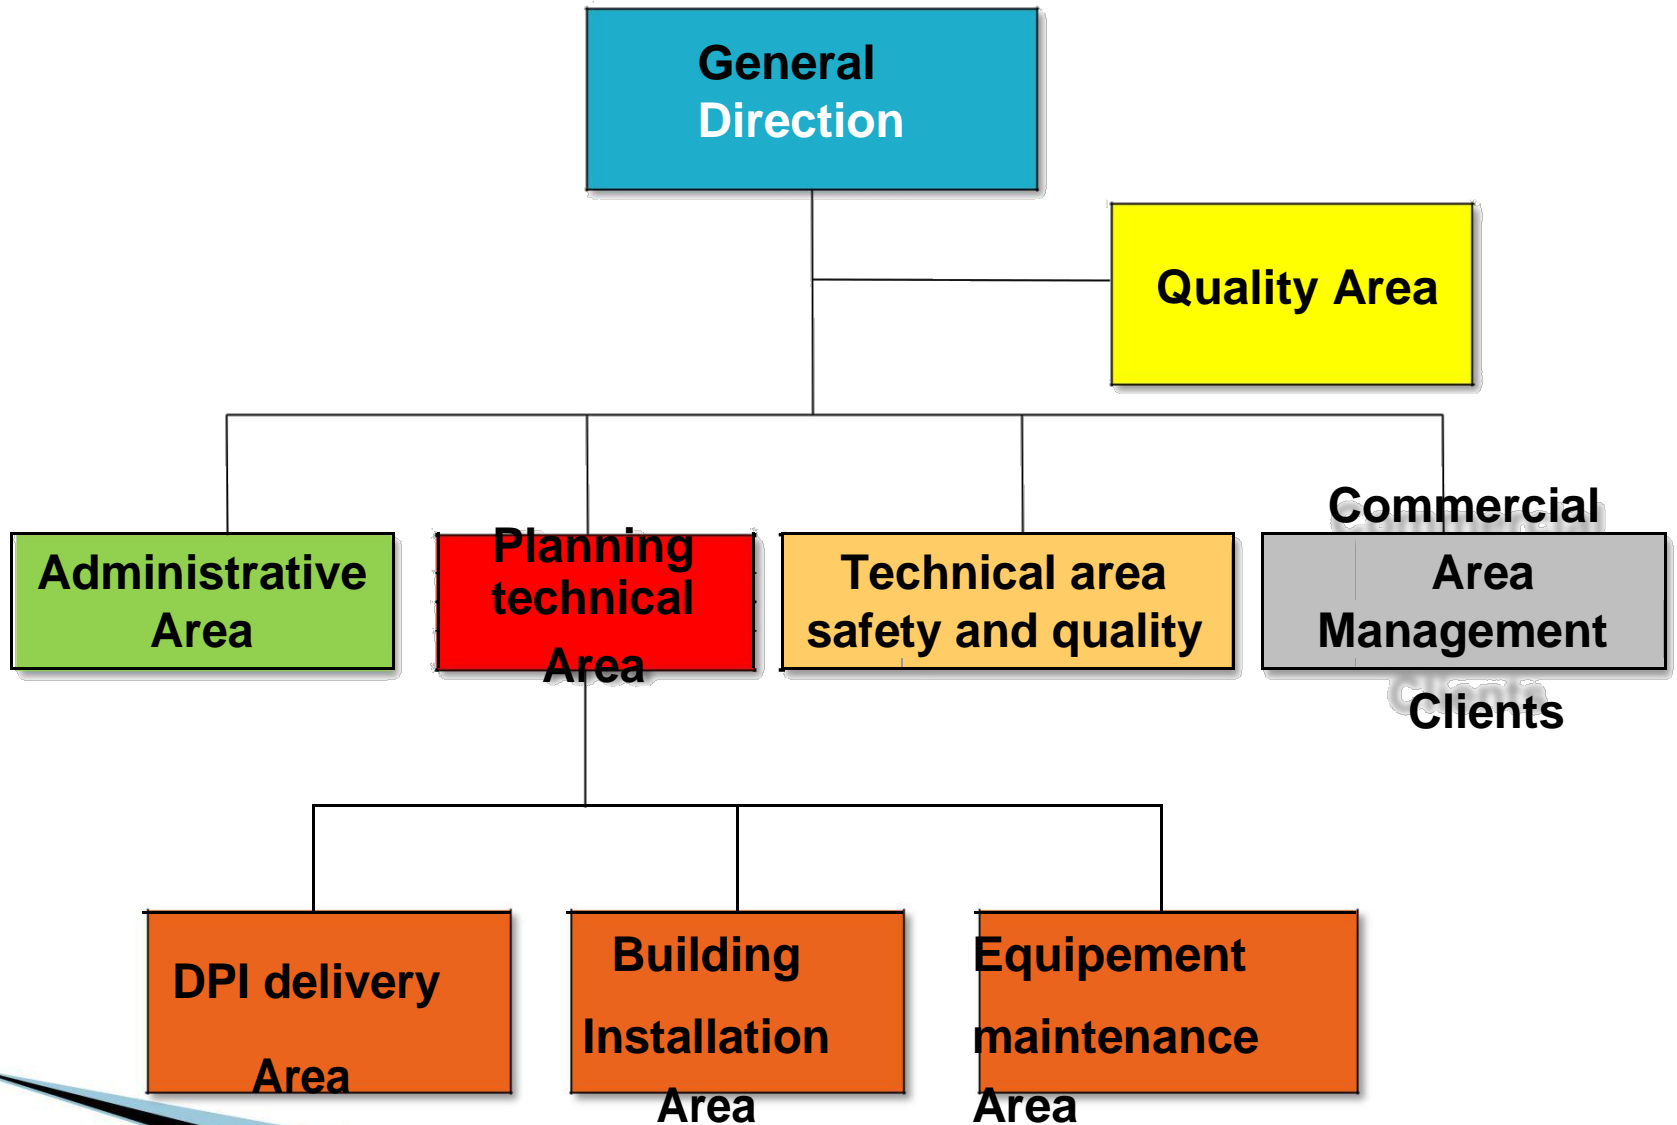 General
Direction
Quality Area
Administrative
Area
Planning
technical
Area
Technical area
safety and quality
Commercial
Area
Management
Clients
DPI delivery
Area
Building
Installation
Area
Equipement
maintenance
Area